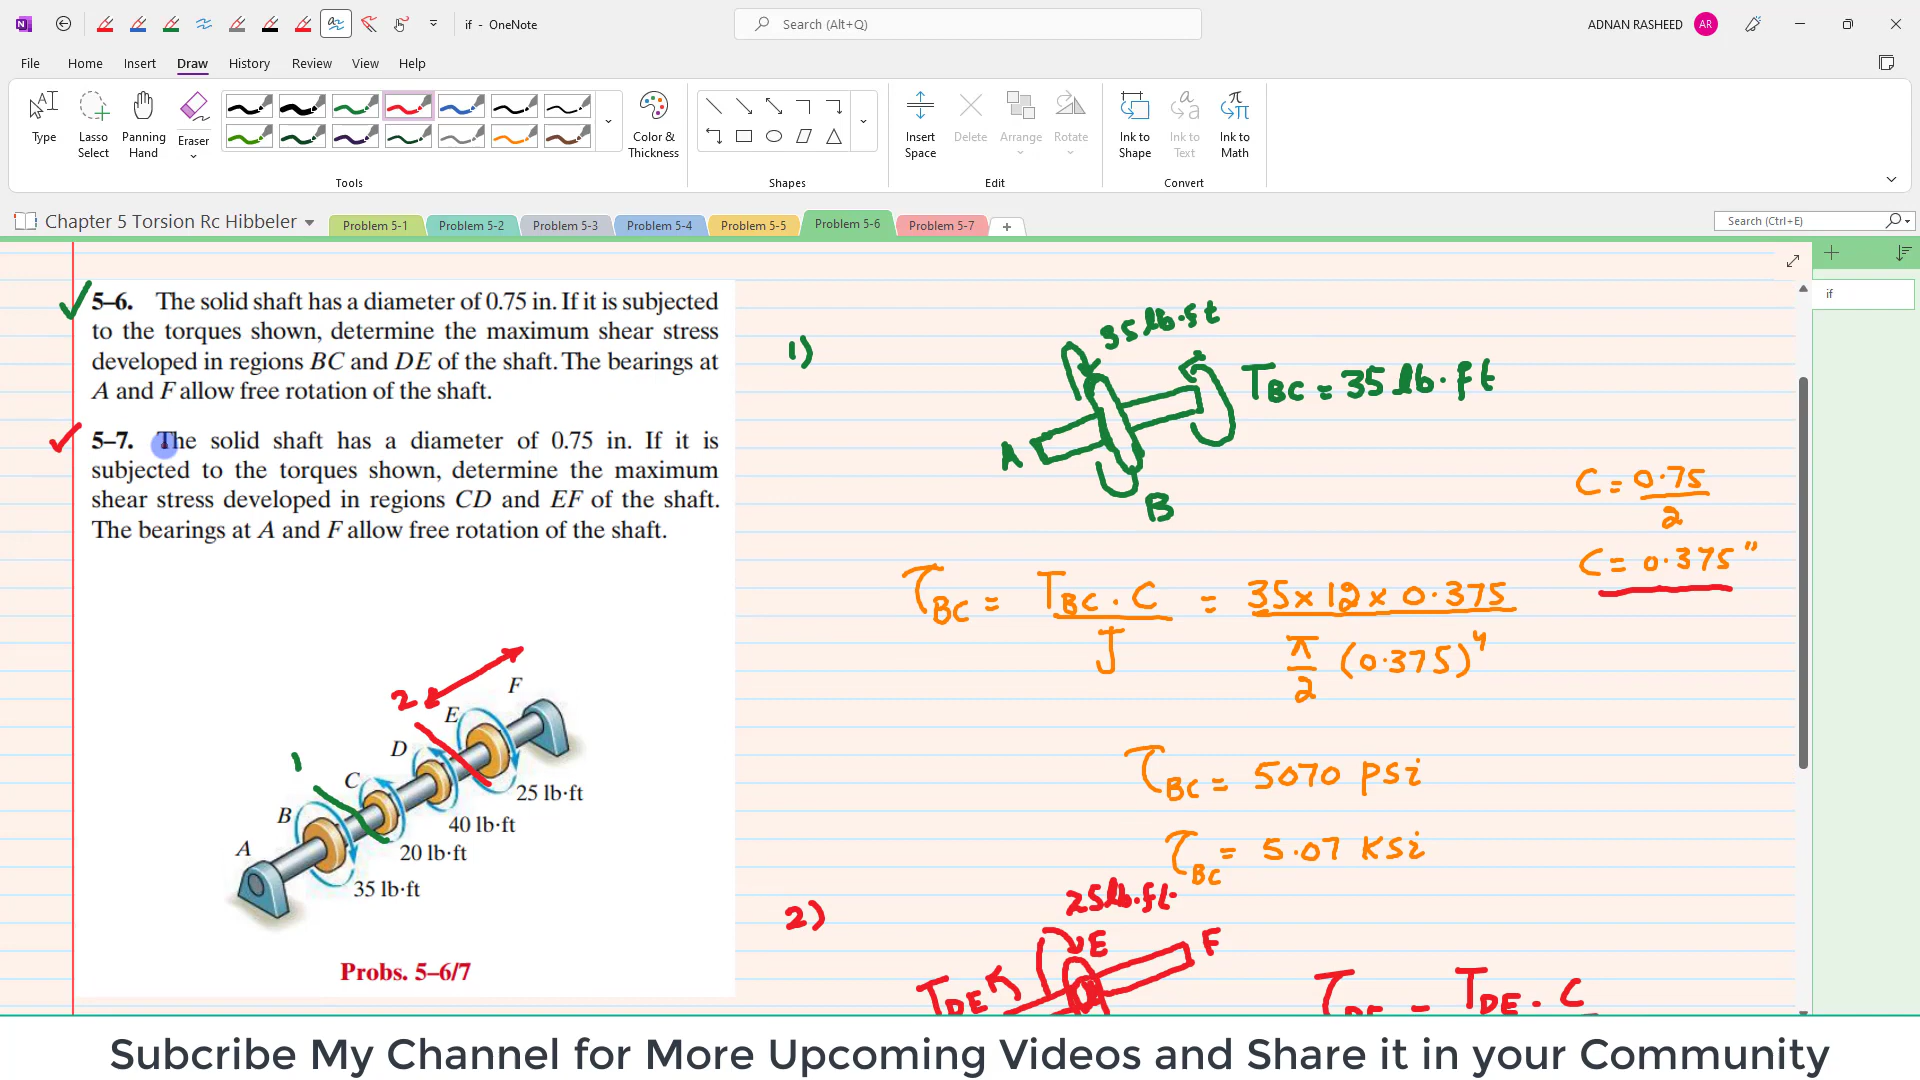 if - OneNote
Search (Alt+Q)
ADNAN RASHEED
AR
File Home Insert Draw History Review View Help
Type
Lasso Select
Panning Hand
Eraser
Color & Thickness
Insert Space
Delete
Arrange
Rotate
Ink to Shape
Ink to Text
Ink to Math
Tools
Shapes
Edit
Convert
Chapter 5 Torsion Rc Hibbeler
Problem 5-1 Problem 5-2 Problem 5-3 Problem 5-4 Problem 5-5 Problem 5-6 Problem 5-7
Search (Ctrl+E)
if
5–6. The solid shaft has a diameter of 0.75 in. If it is subjected
to the torques shown, determine the maximum shear stress
developed in regions BC and DE of the shaft. The bearings at
A and F allow free rotation of the shaft.
5–7. The solid shaft has a diameter of 0.75 in. If it is
subjected to the torques shown, determine the maximum
shear stress developed in regions CD and EF of the shaft.
The bearings at A and F allow free rotation of the shaft.
2
F
E
D
1
C
25 lb·ft
B
40 lb·ft
A
20 lb·ft
35 lb·ft
Probs. 5–6/7
1)
35 lb·ft
TBC = 35 lb·ft
A
B
C = 0.75
2
C = 0.375"
τBC = TBC · C = 35 x 12 x 0.375
J π/2 (0.375)4
τBC = 5070 psi
τBC = 5.07 Ksi
2)
25 lb·ft
E F
TDE
τDE = TDE · C
Subcribe My Channel for More Upcoming Videos and Share it in your Community